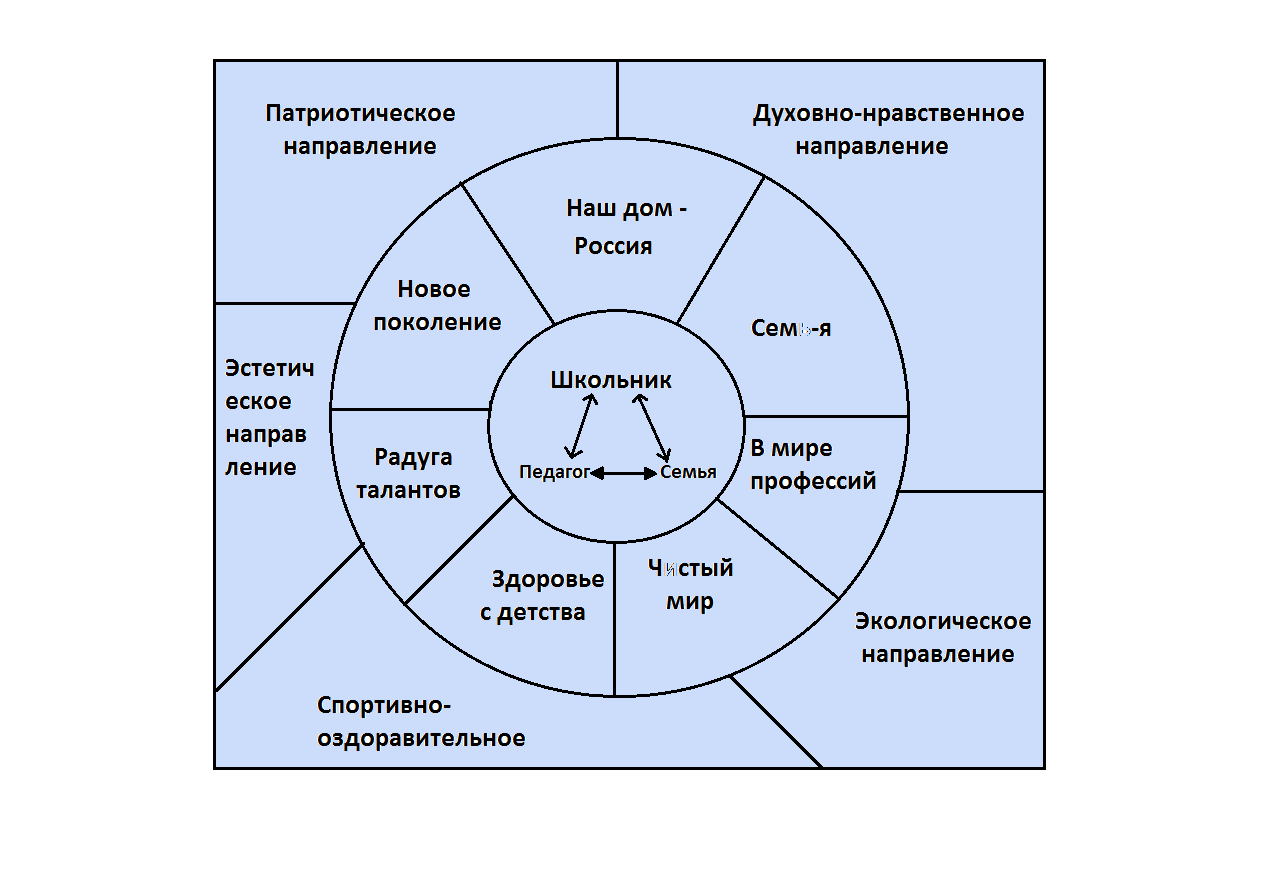 Патриотическое
направление
Духовно-нравственное
направление
Наш дом -
Россия
Новое
поколение
Семь-я
Эстетич
еское
направ
ление
Школьник
Педагог
Семья
Радуга
талантов
В мире
профессий
Здоровье
с детства
Чистый
мир
Экологическое
направление
Спортивно-
оздоравительное